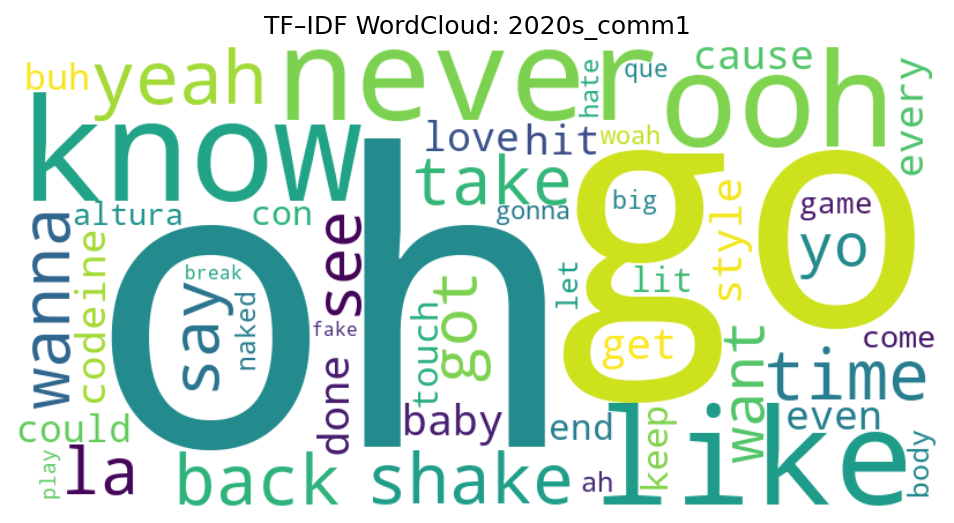 TF–IDF WordCloud: 2020s_comm1
buh
yeah
never
hate
que
cause
ooh
every
know
love
hit
woah
take
go
altura
con
gonna
big
style
game
yo
wanna
codeine
oh
say
break
naked
see
fake
touch
got
let
lit
get
want
come
time
done
baby
end
like
keep
even
body
could
play
la
back
shake
ah